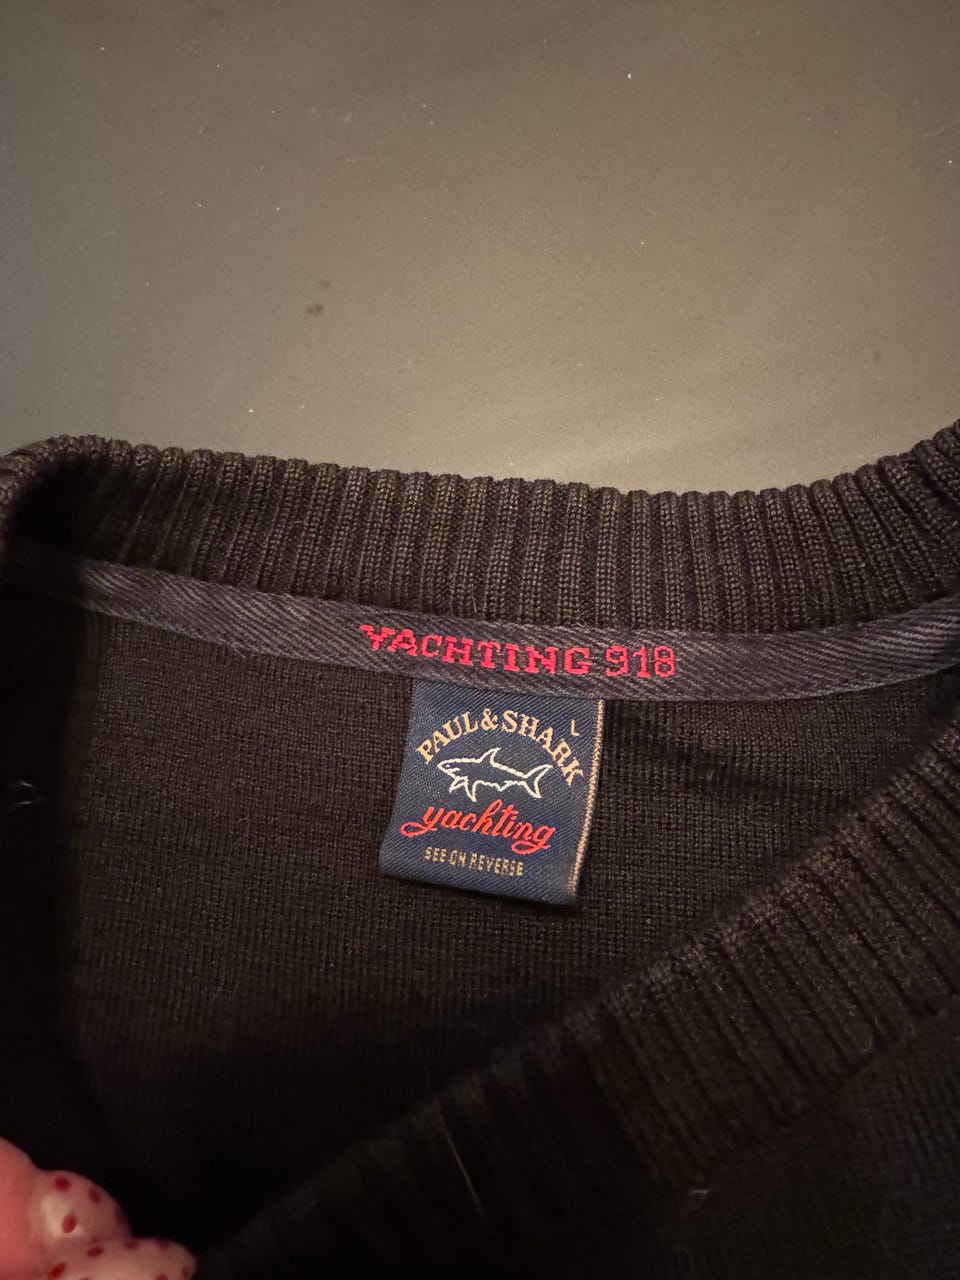 YACHTING 918
L
PAUL & SHARK
yachting
SEE ON REVERSE